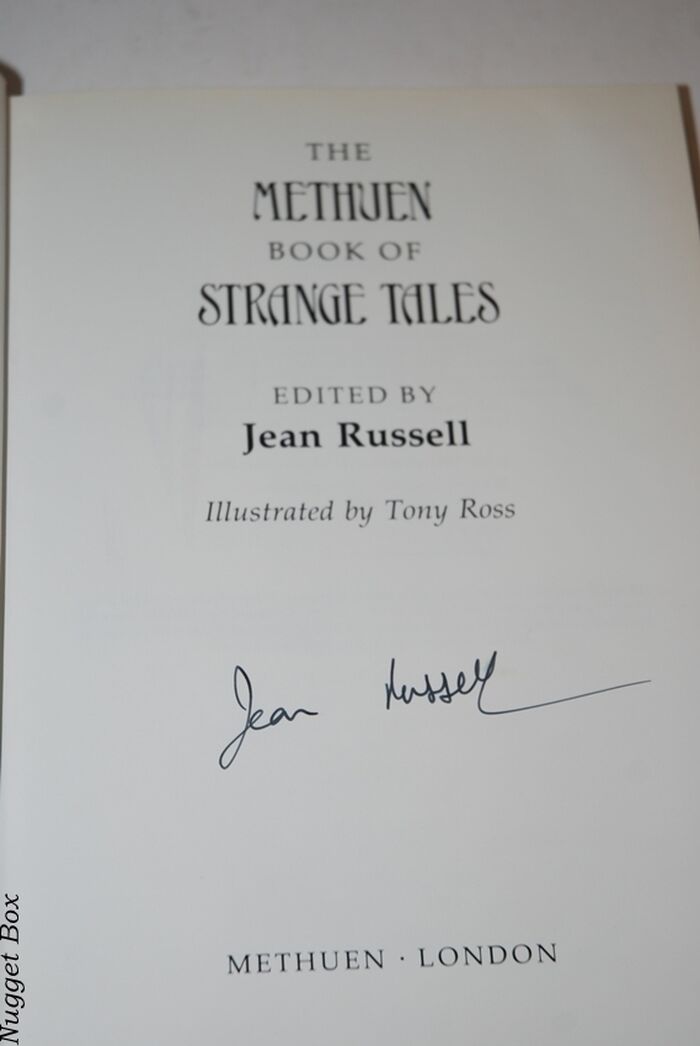 THE
METHUEN
BOOK OF
STRANGE TALES
EDITED BY
Jean Russell
Illustrated by Tony Ross
Jean Russell
METHUEN · LONDON
Nugget Box